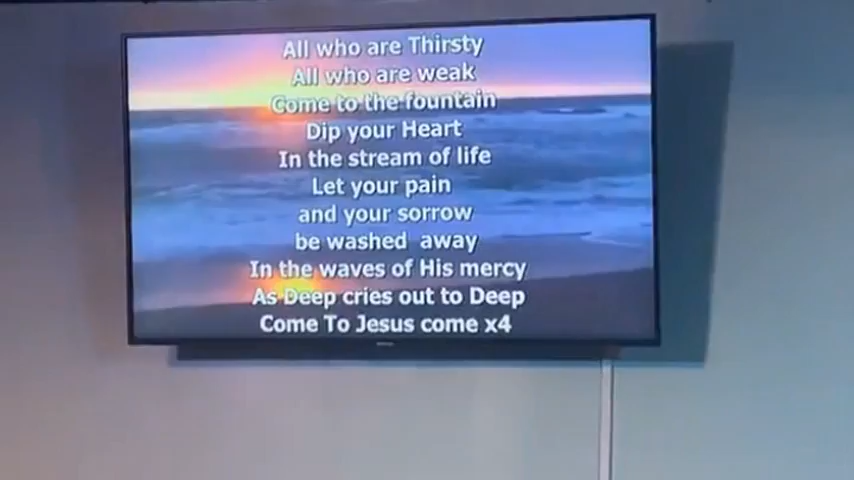 All who are Thirsty
All who are weak
Come to the fountain
Dip your Heart
In the stream of life
Let your pain
and your sorrow
be washed away
In the waves of His mercy
As Deep cries out to Deep
Come To Jesus come x4